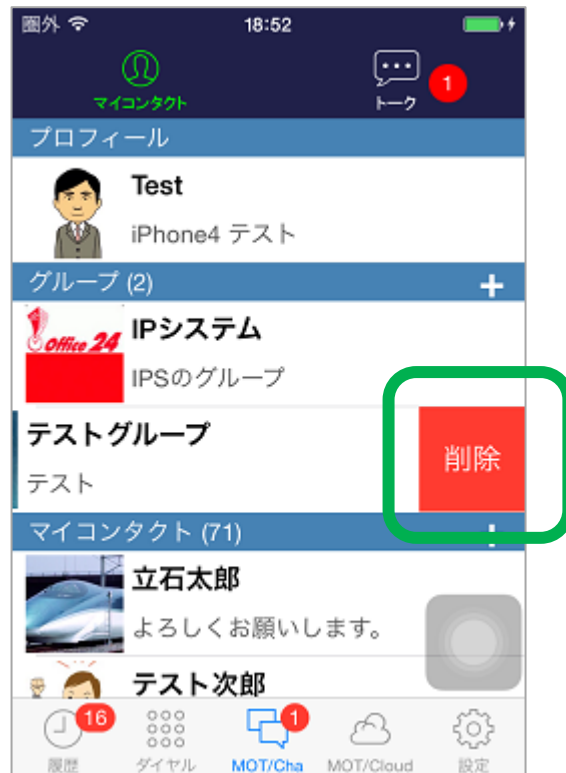 圏外 18:52
マイコンタクト トーク 1
プロフィール
Test
iPhone4 テスト
グループ (2) +
Office 24
IPシステム
IPSのグループ
テストグループ
削除
テスト
マイコンタクト (71)
立石太郎
よろしくお願いします。
テスト次郎
16 1
履歴 ダイヤル MOT/Cha MOT/Cloud 設定